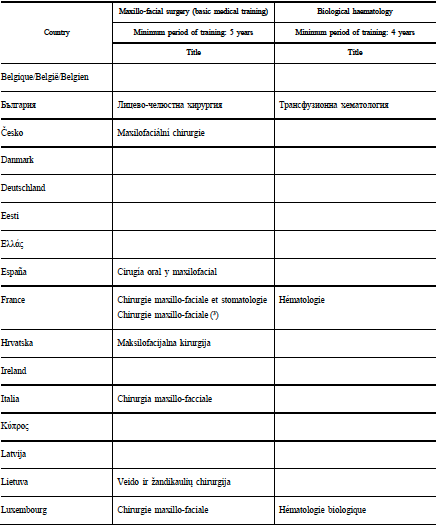 Country
Maxillo-facial surgery (basic medical training)
Biological haematology
Minimum period of training: 5 years
Minimum period of training: 4 years
Title
Title
Belgique/België/Belgien
България
Лицево-челюстна хирургия
Трансфузионна хематология
Česko
Maxilofaciální chirurgie
Danmark
Deutschland
Eesti
Ελλάς
España
Cirugía oral y maxilofacial
France
Chirurgie maxillo-faciale et stomatologie
Hématologie
Chirurgie maxillo-faciale (³)
Hrvatska
Maksilofacijalna kirurgija
Ireland
Italia
Chirurgia maxillo-facciale
Κύπρος
Latvija
Lietuva
Veido ir žandikaulių chirurgija
Luxembourg
Chirurgie maxillo-faciale
Hématologie biologique